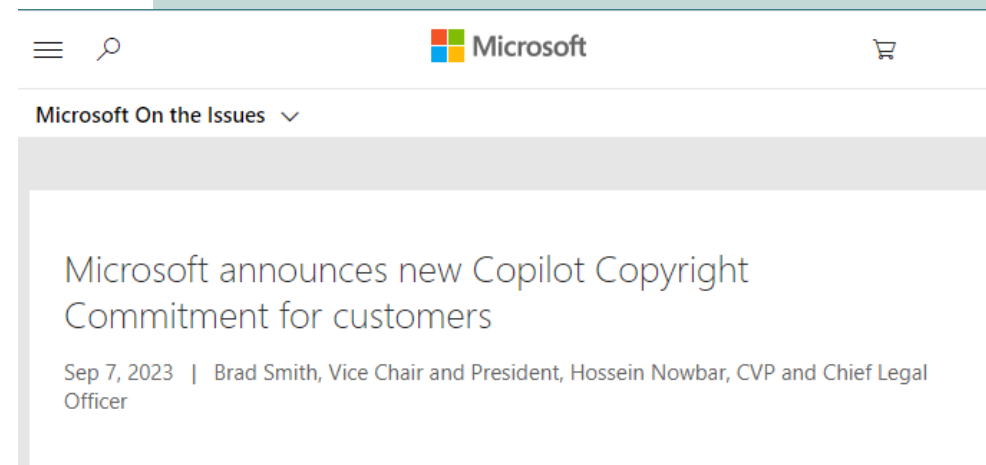 Microsoft
Microsoft On the Issues
Microsoft announces new Copilot Copyright
Commitment for customers
Sep 7, 2023 | Brad Smith, Vice Chair and President, Hossein Nowbar, CVP and Chief Legal
Officer